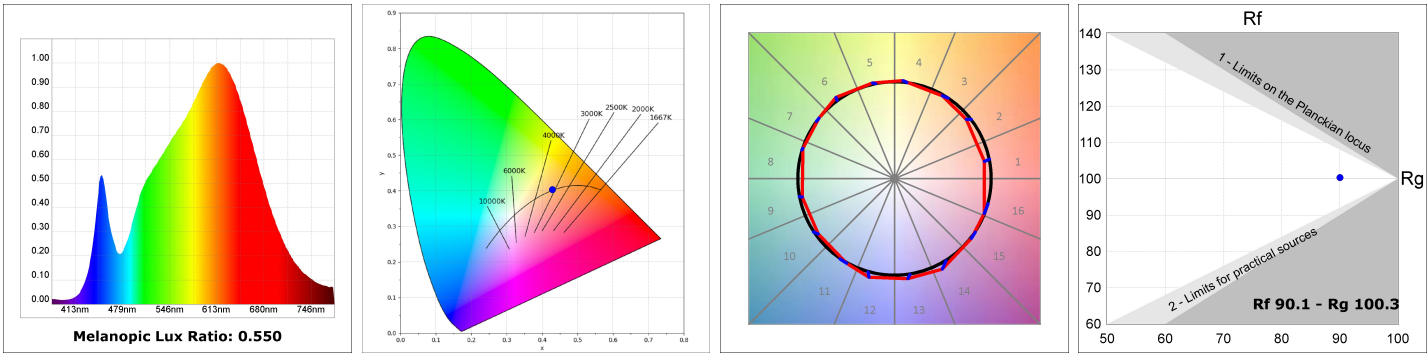 1.00
0.90
0.80
0.70
0.60
0.50
0.40
0.30
0.20
0.10
0.00
413nm 479nm 546nm 613nm 680nm 746nm
Melanopic Lux Ratio: 0.550
0.9
0.8
0.7
0.6
0.5
0.4
0.3
0.2
0.1
0.0
y
0.0 0.1 0.2 0.3 0.4 0.5 0.6 0.7 0.8
x
1667K
2000K
2500K
3000K
4000K
6000K
10000K
1
2
3
4
5
6
7
8
9
10
11
12
13
14
15
16
Rf
140
130
120
110
100
90
80
70
60
50 60 70 80 90 100
Rg
1 - Limits on the Planckian locus
2 - Limits for practical sources
Rf 90.1 - Rg 100.3